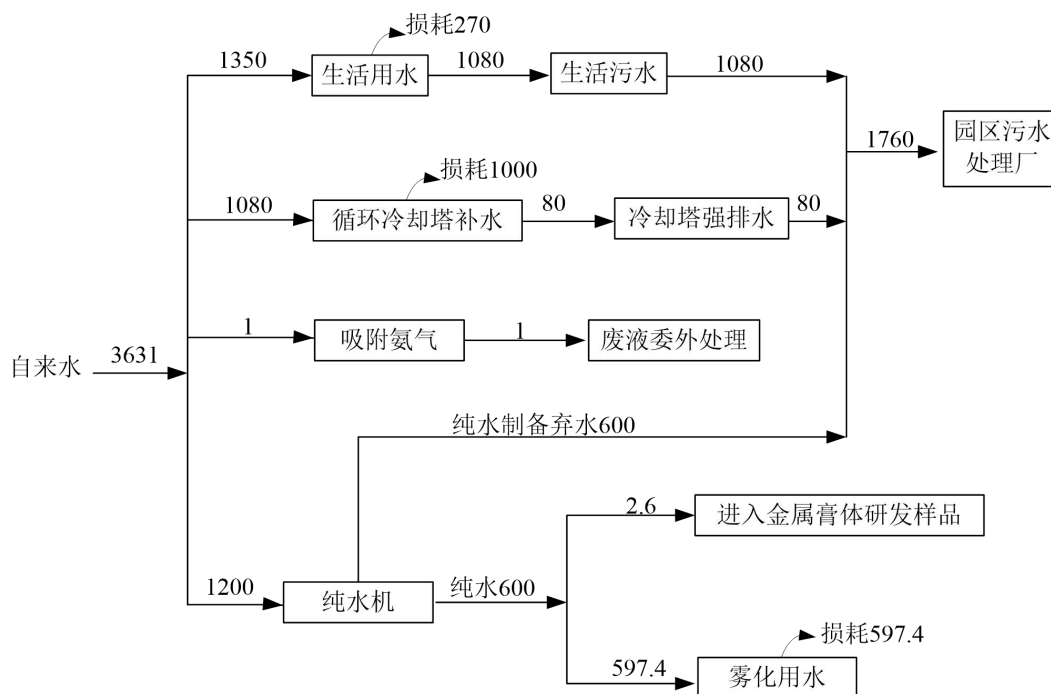 损耗270
1350
生活用水
1080
生活污水
1080
1760
园区污水
处理厂
损耗1000
1080
循环冷却塔补水
80
冷却塔强排水
80
1
吸附氨气
1
废液委外处理
自来水
3631
纯水制备弃水600
2.6
进入金属膏体研发样品
1200
纯水机
纯水600
损耗597.4
597.4
雾化用水